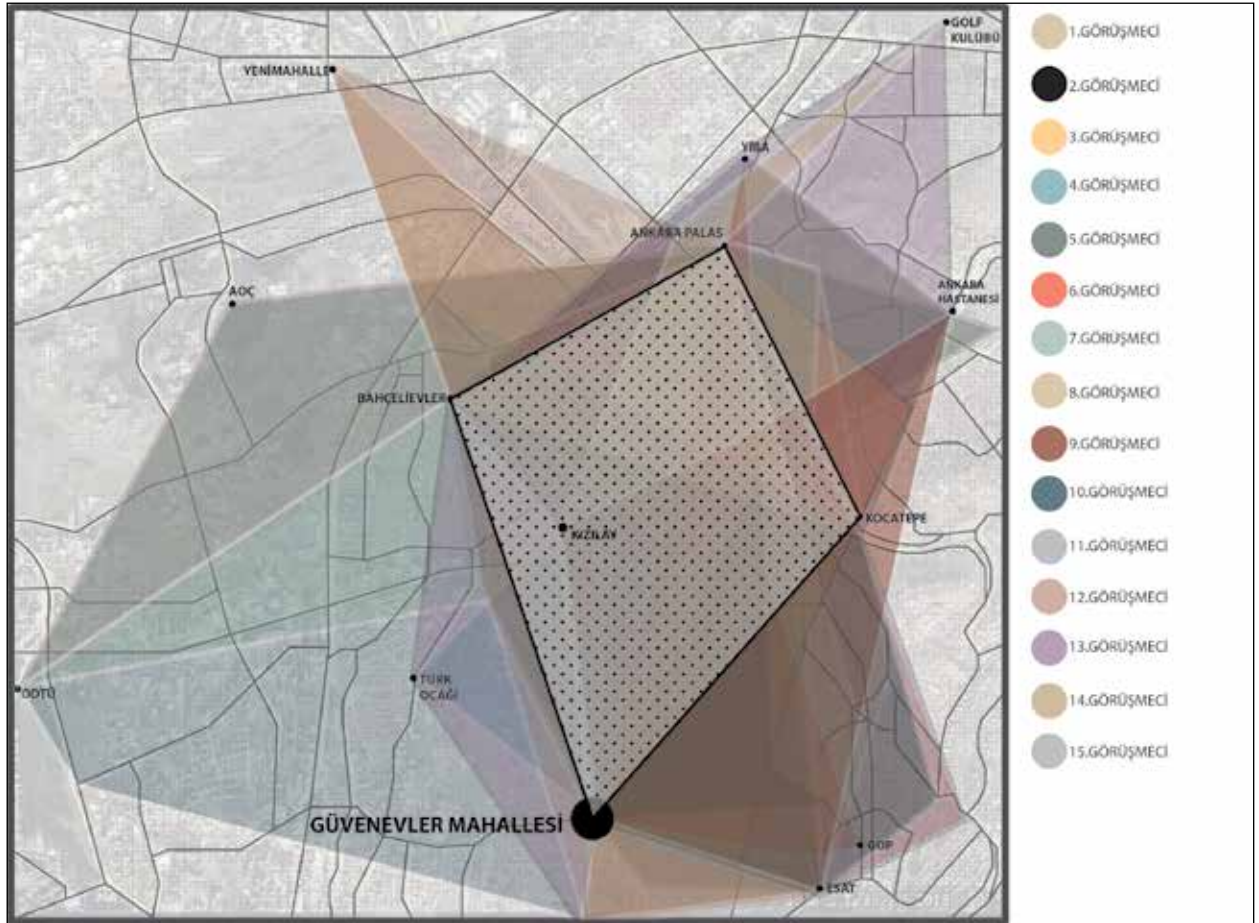 GOLF
KULÜBÜ
YENİMAHALLE
YIBA
ANKARA PALAS
ANKARA
HASTANESİ
AOÇ
BAHÇELİEVLER
KIZILAY
KOCATEPE
ODTÜ
TÜRK
OCAĞI
GÜVENEVLER MAHALLESİ
GOP
ESAT
1.GÖRÜŞMECİ
2.GÖRÜŞMECİ
3.GÖRÜŞMECİ
4.GÖRÜŞMECİ
5.GÖRÜŞMECİ
6.GÖRÜŞMECİ
7.GÖRÜŞMECİ
8.GÖRÜŞMECİ
9.GÖRÜŞMECİ
10.GÖRÜŞMECİ
11.GÖRÜŞMECİ
12.GÖRÜŞMECİ
13.GÖRÜŞMECİ
14.GÖRÜŞMECİ
15.GÖRÜŞMECİ